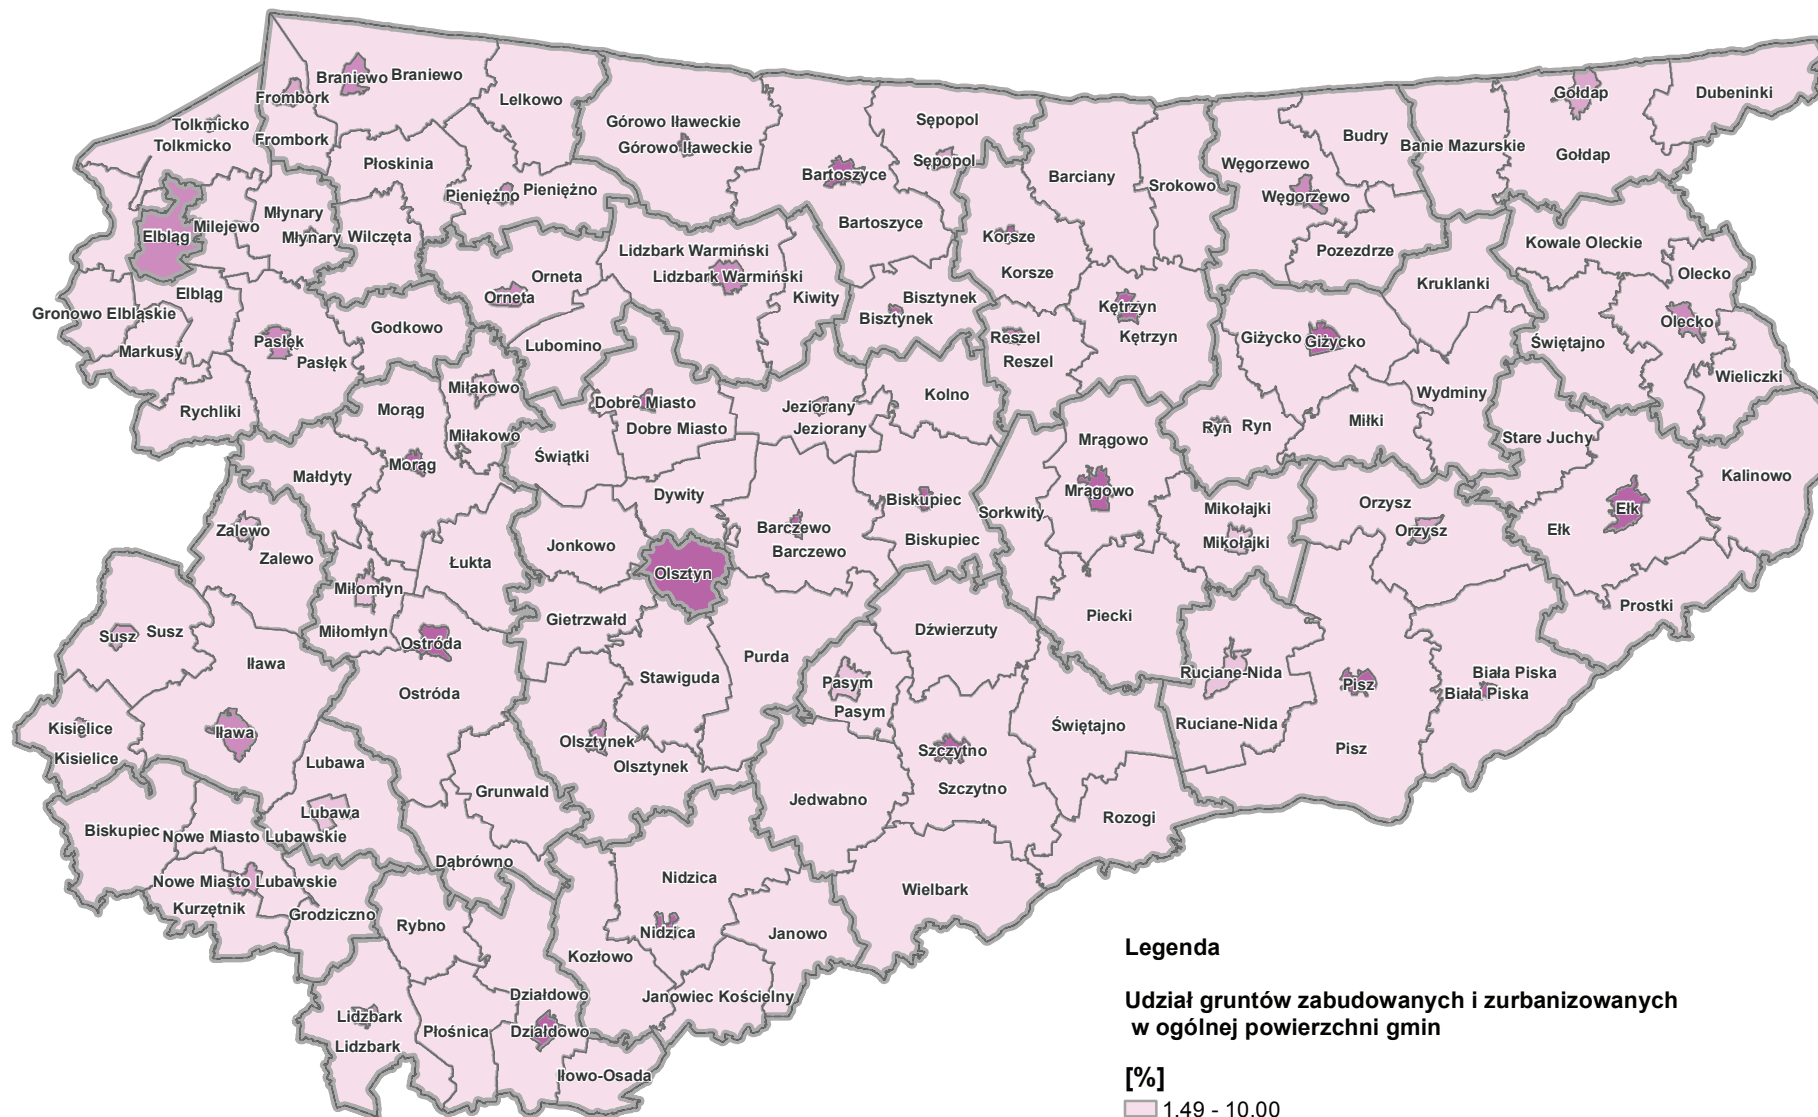 Braniewo Braniewo
Gołdap
Dubeninki
Frombork
Lelkowo
Tolkmicko
Górowo Iławeckie
Sępopol
Budry
Tolkmicko
Frombork
Górowo Iławeckie
Banie Mazurskie
Gołdap
Płoskinia
Sępopol
Węgorzewo
Bartoszyce
Barciany
Srokowo
Pieniężno
Pieniężno
Węgorzewo
Młynary
Milejewo
Bartoszyce
Elbląg
Młynary
Wilczęta
Korsze
Kowale Oleckie
Lidzbark Warmiński
Pozezdrze
Lidzbark Warmiński
Orneta
Korsze
Olecko
Kruklanki
Elbląg
Orneta
Kiwity
Bisztynek
Gronowo Elbląskie
Bisztynek
Kętrzyn
Olecko
Godkowo
Pasłęk
Reszel
Kętrzyn
Giżycko
Giżycko
Świętajno
Markusy
Lubomino
Pasłęk
Reszel
Wieliczki
Miłakowo
Kolno
Wydminy
Rychliki
Morąg
Dobre Miasto
Jeziorany
Miłki
Dobre Miasto
Jeziorany
Ryn
Ryn
Miłakowo
Mrągowo
Stare Juchy
Świątki
Morąg
Małdyty
Kalinowo
Dywity
Mrągowo
Biskupiec
Orzysz
Mikołajki
Ełk
Sorkwity
Zalewo
Barczewo
Orzysz
Ełk
Jonkowo
Barczewo
Biskupiec
Mikołajki
Zalewo
Łukta
Olsztyn
Miłomłyn
Prostki
Gietrzwałd
Piecki
Susz
Susz
Miłomłyn
Dźwierzuty
Ostróda
Iława
Purda
Stawiguda
Ruciane-Nida
Biała Piska
Pasym
Pisz
Ostróda
Biała Piska
Pasym
Kisielice
Iława
Świętajno
Ruciane-Nida
Olsztynek
Szczytno
Pisz
Kisielice
Lubawa
Olsztynek
Grunwald
Szczytno
Jedwabno
Lubawa
Rozogi
Biskupiec
Nowe Miasto Lubawskie
Dąbrówno
Nowe Miasto Lubawskie
Nidzica
Wielbark
Kurzętnik
Grodziczno
Rybno
Nidzica
Janowo
Legenda
Kozłowo
Działdowo
Janowiec Kościelny
Udział gruntów zabudowanych i zurbanizowanych
w ogólnej powierzchni gmin
Lidzbark
Płośnica
Działdowo
Lidzbark
Iłowo-Osada
[%]
1,49 - 10,00